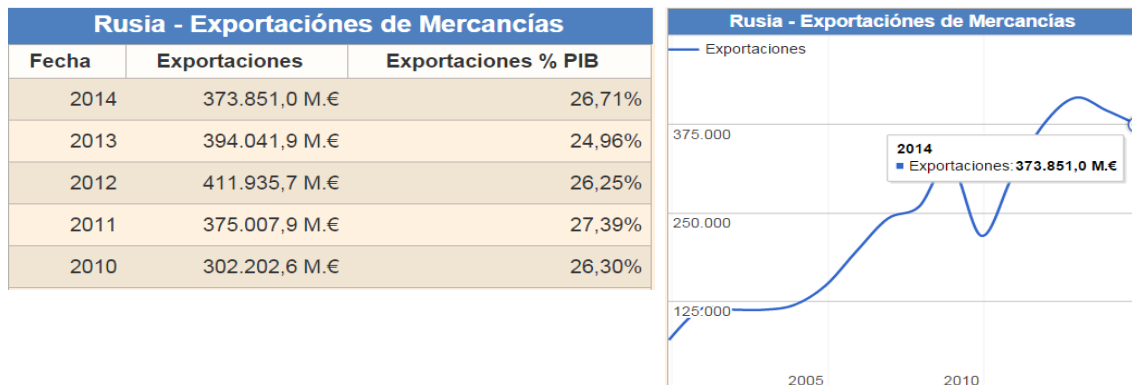 Rusia - Exportaciónes de Mercancías
Fecha Exportaciones Exportaciones % PIB
2014 373.851,0 M.€ 26,71%
2013 394.041,9 M.€ 24,96%
2012 411.935,7 M.€ 26,25%
2011 375.007,9 M.€ 27,39%
2010 302.202,6 M.€ 26,30%
Rusia - Exportaciónes de Mercancías
Exportaciones
375.000
2014
Exportaciones: 373.851,0 M.€
250.000
125.000
2005 2010